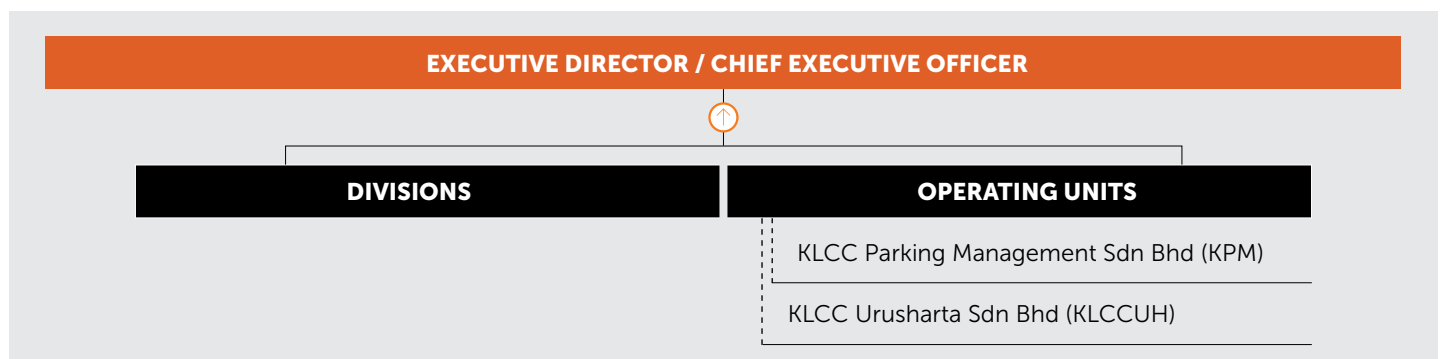 EXECUTIVE DIRECTOR / CHIEF EXECUTIVE OFFICER
DIVISIONS
OPERATING UNITS
KLCC Parking Management Sdn Bhd (KPM)
KLCC Urusharta Sdn Bhd (KLCCUH)